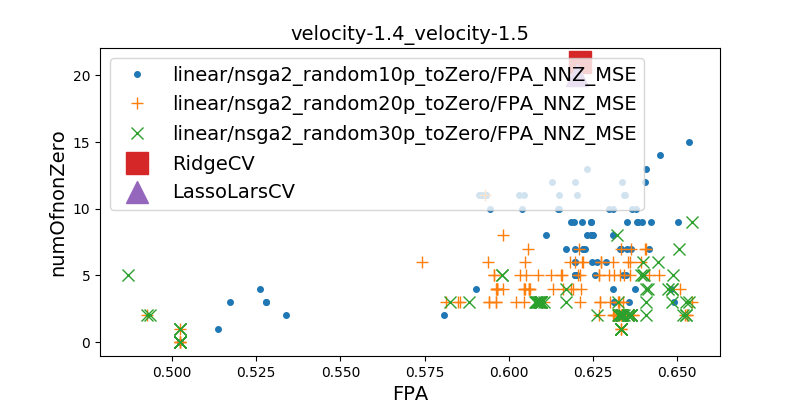 velocity-1.4_velocity-1.5
linear/nsga2_random10p_toZero/FPA_NNZ_MSE
linear/nsga2_random20p_toZero/FPA_NNZ_MSE
linear/nsga2_random30p_toZero/FPA_NNZ_MSE
RidgeCV
LassoLarsCV
numOfnonZero
20
15
10
5
0
0.500 0.525 0.550 0.575 0.600 0.625 0.650
FPA